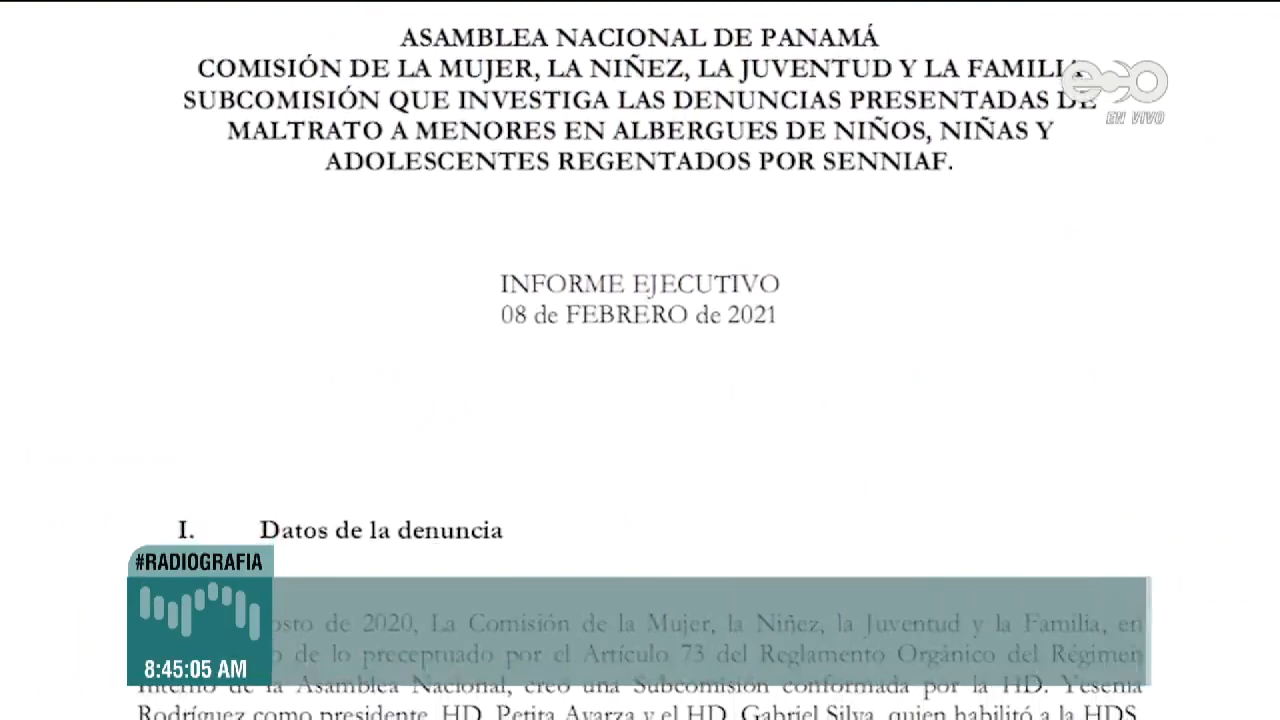 ASAMBLEA NACIONAL DE PANAMÁ
COMISIÓN DE LA MUJER, LA NIÑEZ, LA JUVENTUD Y LA FAMILIA
SUBCOMISIÓN QUE INVESTIGA LAS DENUNCIAS PRESENTADAS DE
MALTRATO A MENORES EN ALBERGUES DE NIÑOS, NIÑAS Y
ADOLESCENTES REGENTADOS POR SENNIAF.
eco
EN VIVO
INFORME EJECUTIVO
08 de FEBRERO de 2021
I. Datos de la denuncia
#RADIOGRAFIA
osto de 2020, La Comisión de la Mujer, la Niñez, la Juventud y la Familia, en
o de lo preceptuado por el Artículo 73 del Reglamento Orgánico del Régimen
8:45:05 AM
Interno de la Asamblea Nacional, creó una Subcomisión conformada por la HD. Yesenia
Rodríguez como presidente, HD. Petita Ayarza y el HD. Gabriel Silva, quien habilitó a la HDS.